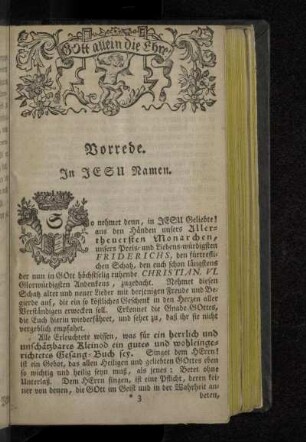 GOtt allein die Ehre
Vorrede.
In JESU Namen.
So nehmet denn, in JESU Geliebte!
aus den Händen unsers Aller-
theuersten Monarchen,
unsers Preis- und Liebens-würdigsten
FRIDERICHS, den fürtrefli-
chen Schatz, den euch schon längstens
der nun in GOtt höchstselig ruhende CHRISTIAN. VI.
Glorwürdigsten Andenkens, zugedacht. Nehmet diesen
Schatz alter und neuer Lieder mit derjenigen Freude und Be-
gierde auf, die ein so köstliches Geschenk in den Herzen aller
Verständigen erwecken soll. Erkennet die Gnade GOttes,
die Euch hierin wiederfähret, und sehet zu, daß ihr sie nicht
vergeblich empfahet.
Alle Erleuchtete wissen, was für ein herrlich und
unschätzbares Kleinod ein gutes und wohleinge-
richtetes Gesang-Buch sey. Singet dem HErrn!
ist ein Gebot, das allen Heiligen und geliebten GOttes eben
so wichtig und heilig seyn muß, als jenes: Betet ohne
Unterlaß. Dem HErrn singen, ist eine Pflicht, deren kei-
ner von denen, die GOtt im Geist und in der Wahrheit an-
* 3 beten,